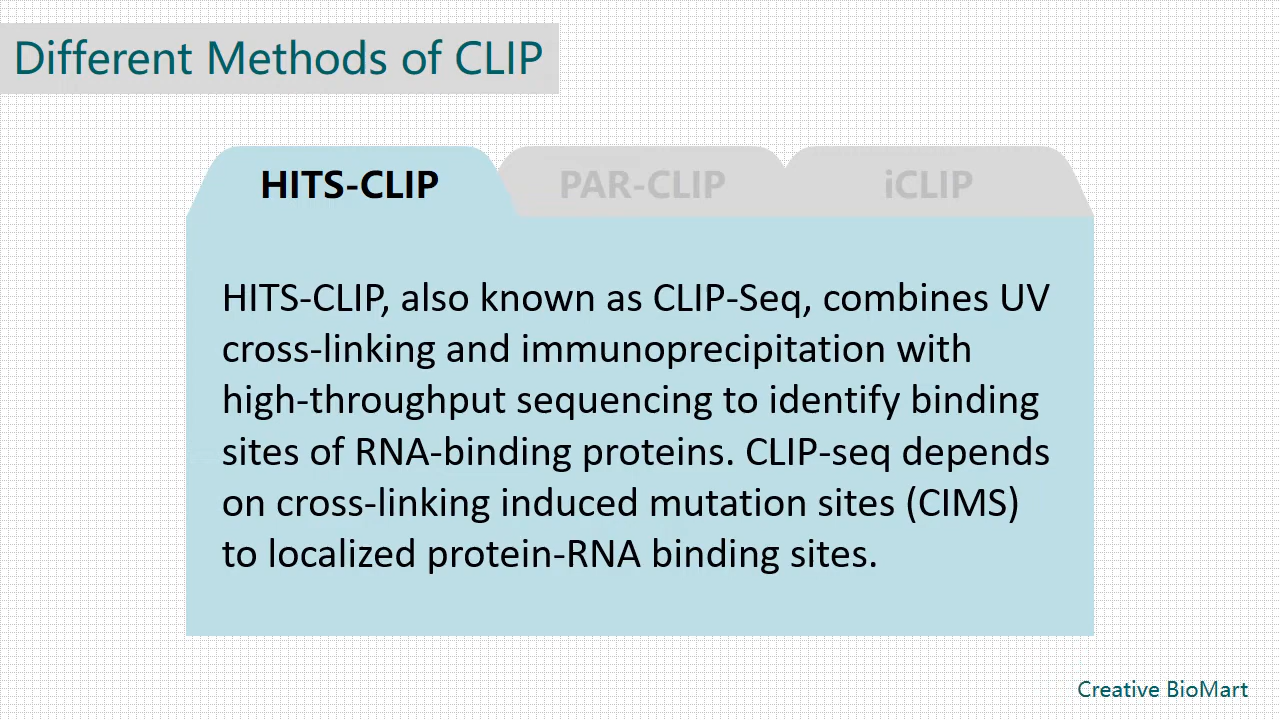 Different Methods of CLIP
HITS-CLIP
PAR-CLIP
iCLIP
HITS-CLIP, also known as CLIP-Seq, combines UV
cross-linking and immunoprecipitation with
high-throughput sequencing to identify binding
sites of RNA-binding proteins. CLIP-seq depends
on cross-linking induced mutation sites (CIMS)
to localized protein-RNA binding sites.
Creative BioMart